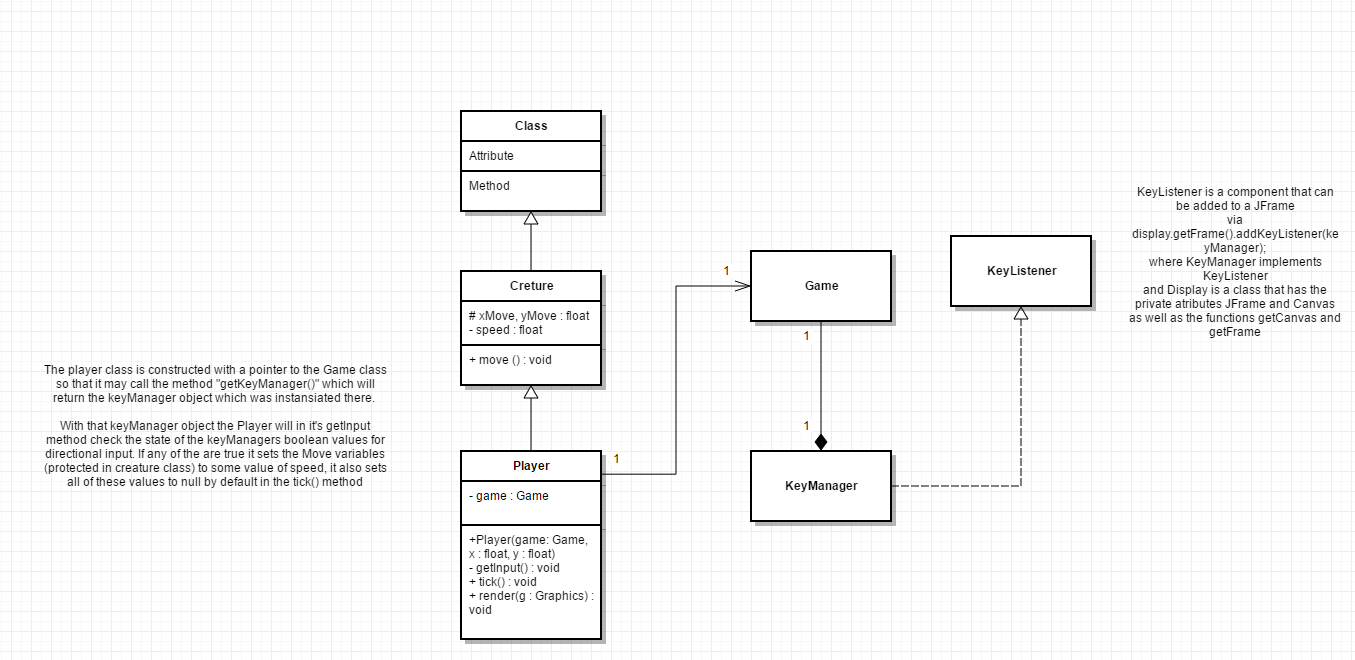 Class
Attribute
Method
Creture
# xMove, yMove : float
- speed : float
+ move () : void
The player class is constructed with a pointer to the Game class
so that it may call the method "getKeyManager()" which will
return the keyManager object which was instansiated there.
With that keyManager object the Player will in it's getInput
method check the state of the keyManagers boolean values for
directional input. If any of the are true it sets the Move variables
(protected in creature class) to some value of speed, it also sets
all of these values to null by default in the tick() method
Player
- game : Game
+Player(game: Game,
x : float, y : float)
- getInput() : void
+ tick() : void
+ render(g : Graphics) :
void
1
1
Game
1
1
KeyManager
KeyListener
KeyListener is a component that can
be added to a JFrame
via
display.getFrame().addKeyListener(ke
yManager);
where KeyManager implements
KeyListener
and Display is a class that has the
private atributes JFrame and Canvas
as well as the functions getCanvas and
getFrame